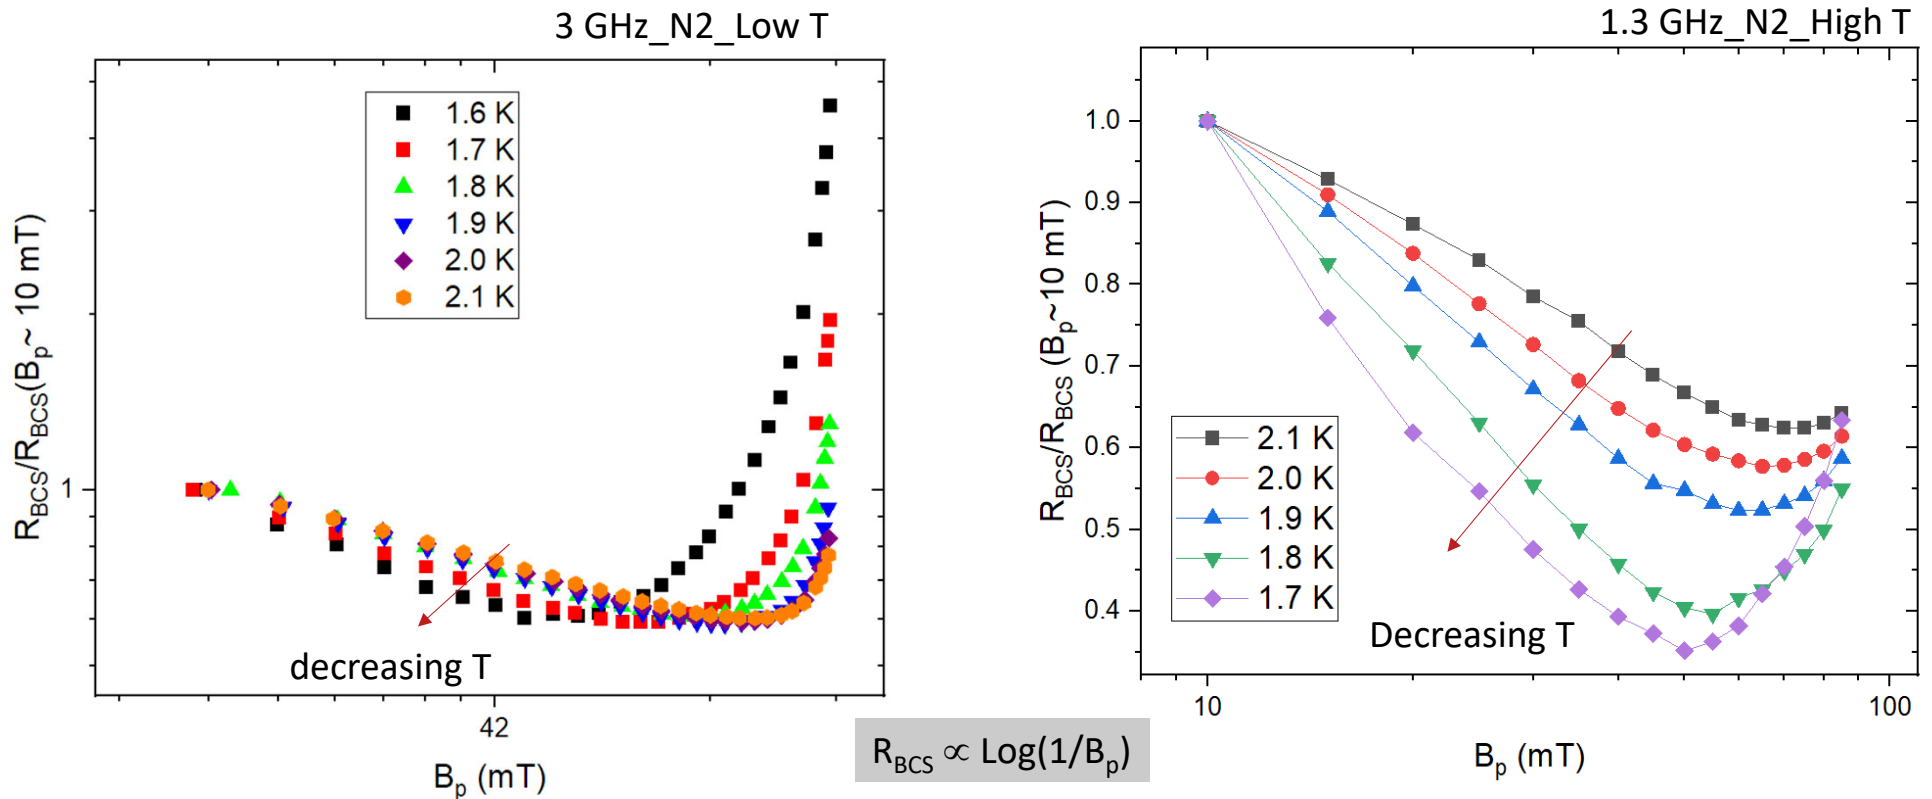 3 GHz_N2_Low T
1.6 K
1.7 K
1.8 K
1.9 K
2.0 K
2.1 K
R_BCS/R_BCS(B_p~ 10 mT)
1
decreasing T
42
B_p (mT)
R_BCS ∝ Log(1/B_p)
1.3 GHz_N2_High T
1.0
0.9
0.8
0.7
0.6
0.5
0.4
R_BCS/R_BCS (B_p~10 mT)
2.1 K
2.0 K
1.9 K
1.8 K
1.7 K
Decreasing T
10
100
B_p (mT)